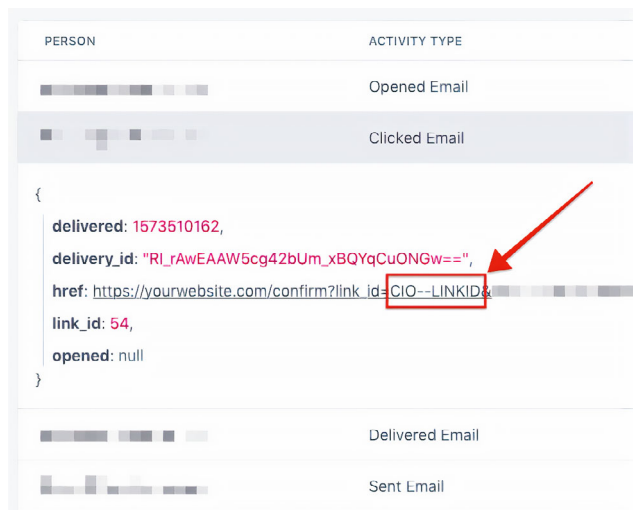 PERSON ACTIVITY TYPE
Opened Email
Clicked Email
{
delivered: 1573510162,
delivery_id: "RI_rAwEAAW5cg42bUm_xBQYqCuONGw==",
href: https://yourwebsite.com/confirm?link_id=CIO--LINKID&
link_id: 54,
opened: null
}
Delivered Email
Sent Email